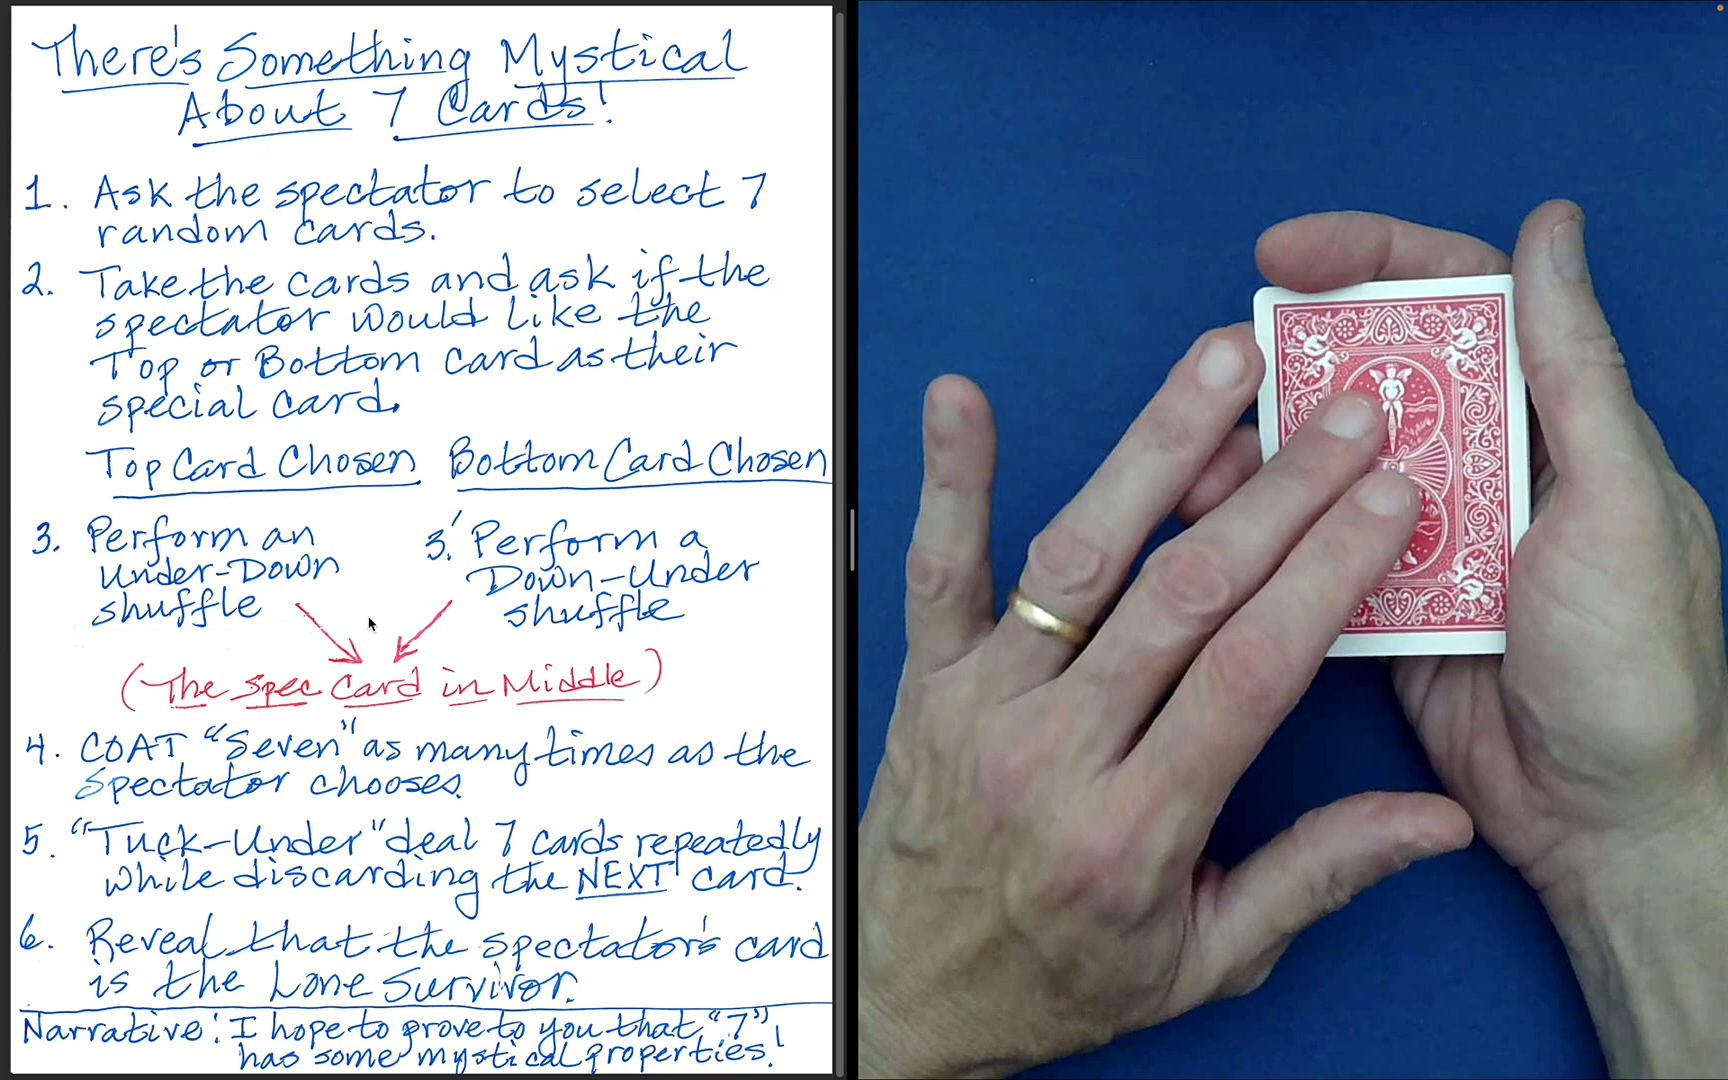 There's Something Mystical
About 7 Cards!
1. Ask the spectator to select 7
random cards.
2. Take the cards and ask if the
spectator would like the
Top or Bottom card as their
special card.
Top Card Chosen Bottom Card Chosen
3. Perform an
Under-Down
shuffle
3.' Perform a
Down-Under
shuffle
(The Spec Card in Middle)
4. COAT "Seven" as many times as the
spectator chooses.
5. "Tuck-Under" deal 7 cards repeatedly
while discarding the NEXT card.
6. Reveal that the spectator's card
is the Lone Survivor.
Narrative: I hope to prove to you that "7"
has some mystical properties!